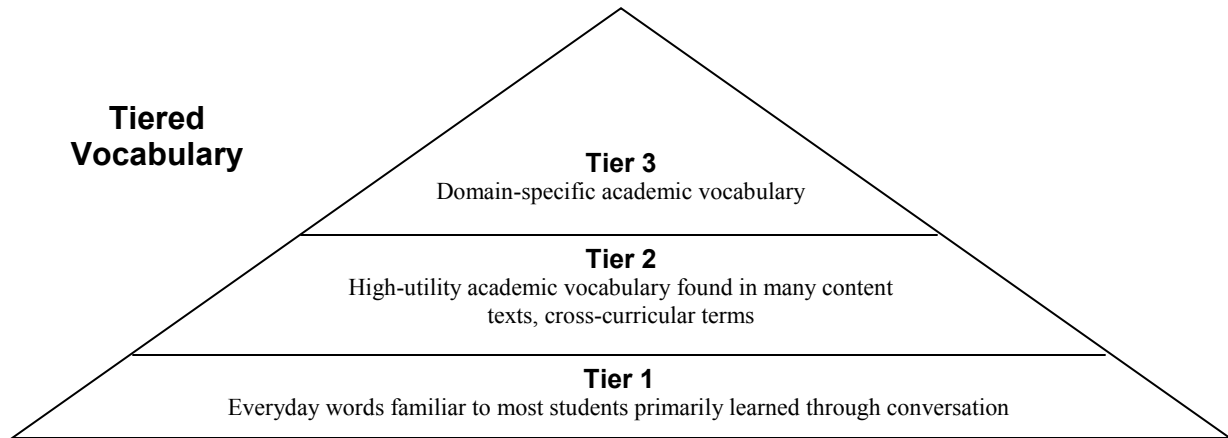 Tiered
Vocabulary
Tier 3
Domain-specific academic vocabulary
Tier 2
High-utility academic vocabulary found in many content
texts, cross-curricular terms
Tier 1
Everyday words familiar to most students primarily learned through conversation